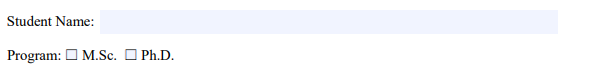 Student Name:
Program: ☐ M.Sc. ☐ Ph.D.